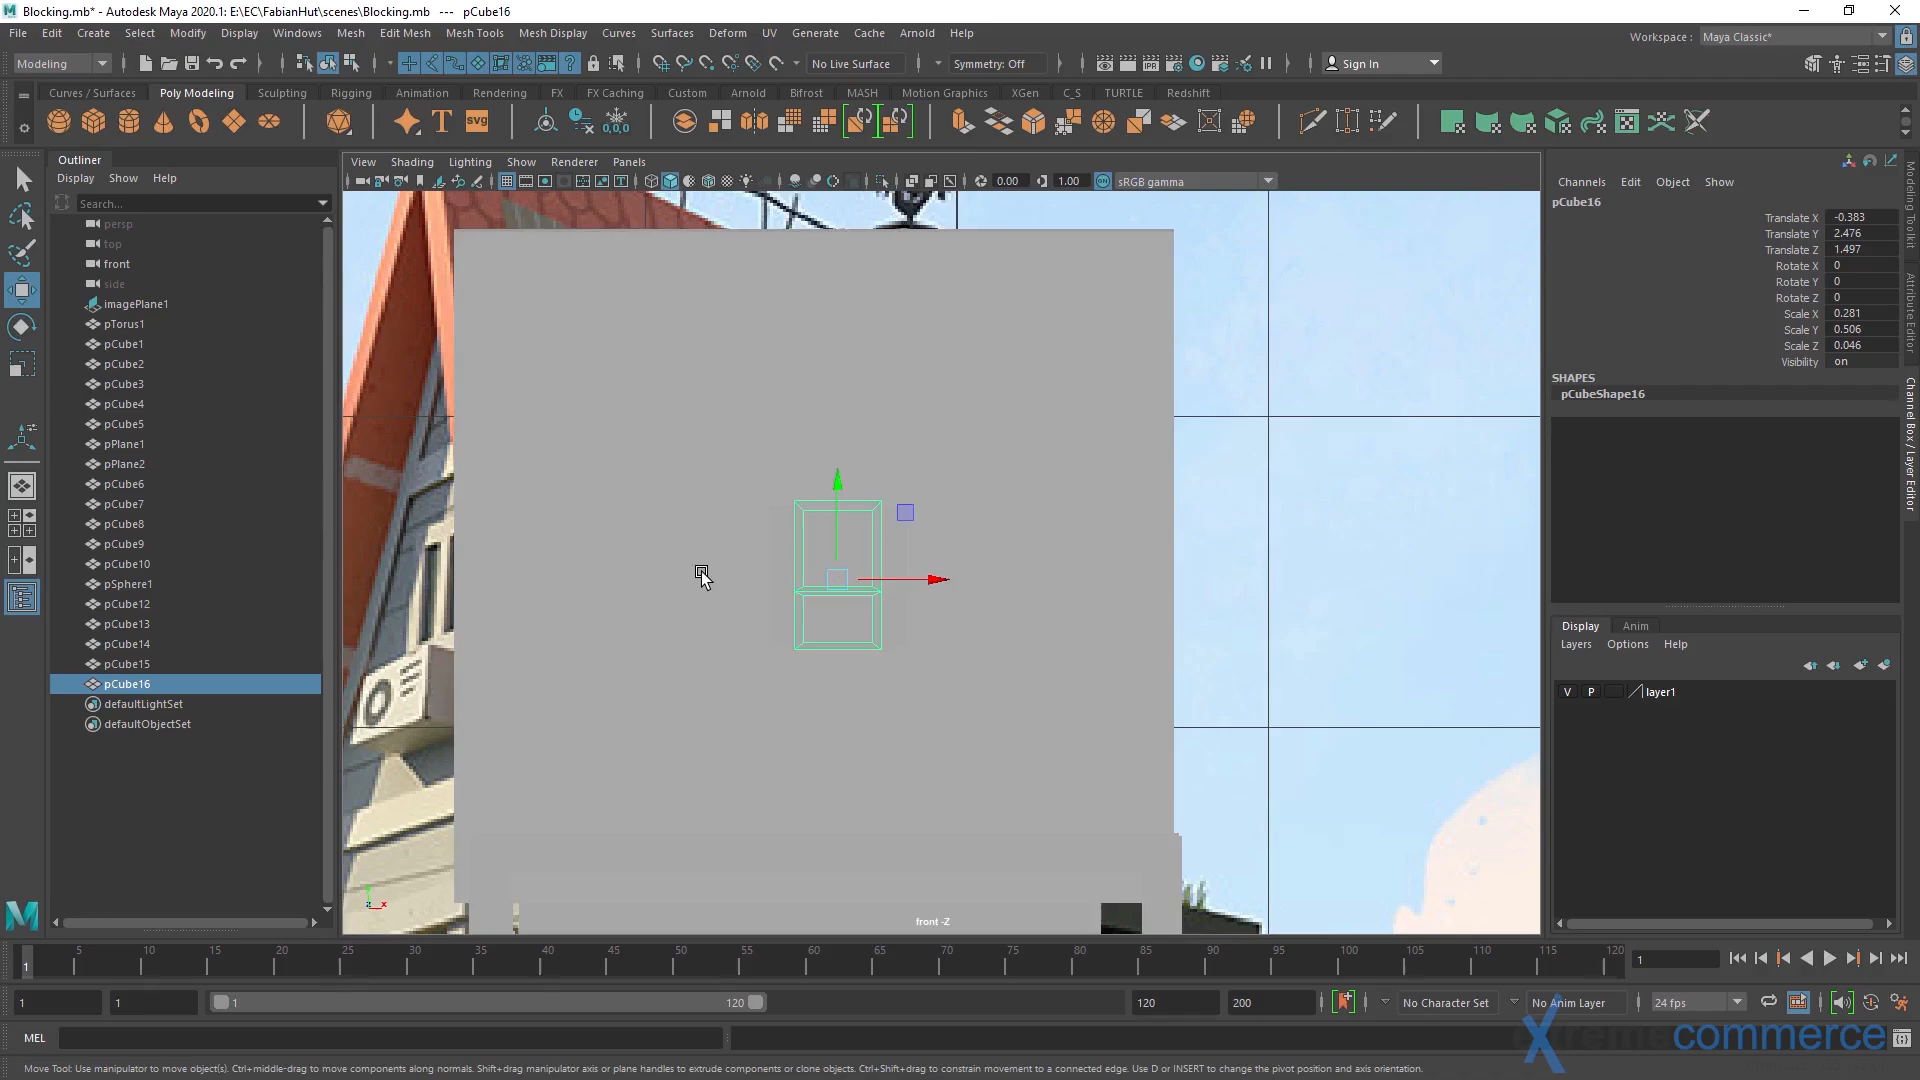 Blocking.mb* - Autodesk Maya 2020.1: E:\EC\FabianHut\scenes\Blocking.mb --- pCube16
File Edit Create Select Modify Display Windows Mesh Edit Mesh Mesh Tools Mesh Display Curves Surfaces Deform UV Generate Cache Arnold Help
Workspace : Maya Classic*
Modeling No Live Surface Symmetry: Off Sign In
Curves / Surfaces Poly Modeling Sculpting Rigging Animation Rendering FX FX Caching Custom Arnold Bifrost MASH Motion Graphics XGen C_S TURTLE Redshift
Outliner
Display Show Help
Search...
persp
top
front
side
imagePlane1
pTorus1
pCube1
pCube2
pCube3
pCube4
pCube5
pPlane1
pPlane2
pCube6
pCube7
pCube8
pCube9
pCube10
pSphere1
pCube12
pCube13
pCube14
pCube15
pCube16
defaultLightSet
defaultObjectSet
View Shading Lighting Show Renderer Panels
0.00 1.00 sRGB gamma
front -Z
Channels Edit Object Show
pCube16
Translate X -0.383
Translate Y 2.476
Translate Z 1.497
Rotate X 0
Rotate Y 0
Rotate Z 0
Scale X 0.281
Scale Y 0.506
Scale Z 0.046
Visibility on
SHAPES
pCubeShape16
Display Anim
Layers Options Help
V P layer1
Modeling Toolkit
Attribute Editor
Channel Box / Layer Editor
5 10 15 20 25 30 35 40 45 50 55 60 65 70 75 80 85 90 95 100 105 110 115 120
1 1
1 1 1 120 120 200 No Character Set No Anim Layer 24 fps
MEL
Move Tool: Use manipulator to move object(s). Ctrl+middle-drag to move components along normals. Shift+drag manipulator axis or plane handles to extrude components or clone objects. Ctrl+Shift+drag to constrain movement to a connected edge. Use D or INSERT to change the pivot position and axis orientation.